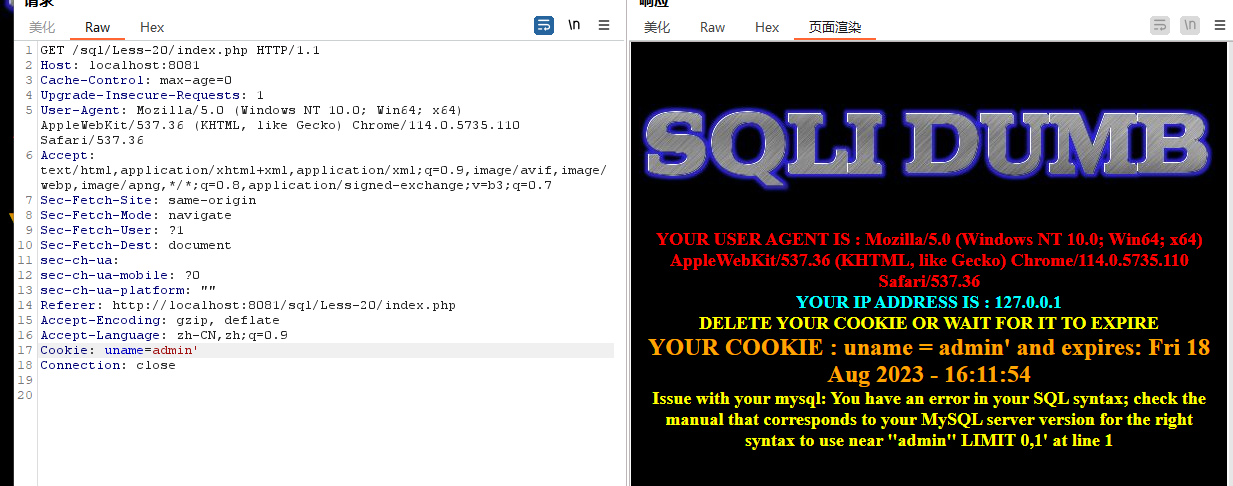 请求
美化 Raw Hex \n
1 GET /sql/Less-20/index.php HTTP/1.1
2 Host: localhost:8081
3 Cache-Control: max-age=0
4 Upgrade-Insecure-Requests: 1
5 User-Agent: Mozilla/5.0 (Windows NT 10.0; Win64; x64)
AppleWebKit/537.36 (KHTML, like Gecko) Chrome/114.0.5735.110
Safari/537.36
6 Accept:
text/html,application/xhtml+xml,application/xml;q=0.9,image/avif,image/
webp,image/apng,*/*;q=0.8,application/signed-exchange;v=b3;q=0.7
7 Sec-Fetch-Site: same-origin
8 Sec-Fetch-Mode: navigate
9 Sec-Fetch-User: ?1
10 Sec-Fetch-Dest: document
11 sec-ch-ua:
12 sec-ch-ua-mobile: ?0
13 sec-ch-ua-platform: ""
14 Referer: http://localhost:8081/sql/Less-20/index.php
15 Accept-Encoding: gzip, deflate
16 Accept-Language: zh-CN,zh;q=0.9
17 Cookie: uname=admin'
18 Connection: close
19
20
响应
美化 Raw Hex 页面渲染 \n
SQLI DUMB
YOUR USER AGENT IS : Mozilla/5.0 (Windows NT 10.0; Win64; x64)
AppleWebKit/537.36 (KHTML, like Gecko) Chrome/114.0.5735.110
Safari/537.36
YOUR IP ADDRESS IS : 127.0.0.1
DELETE YOUR COOKIE OR WAIT FOR IT TO EXPIRE
YOUR COOKIE : uname = admin' and expires: Fri 18
Aug 2023 - 16:11:54
Issue with your mysql: You have an error in your SQL syntax; check the
manual that corresponds to your MySQL server version for the right
syntax to use near ''admin'' LIMIT 0,1' at line 1